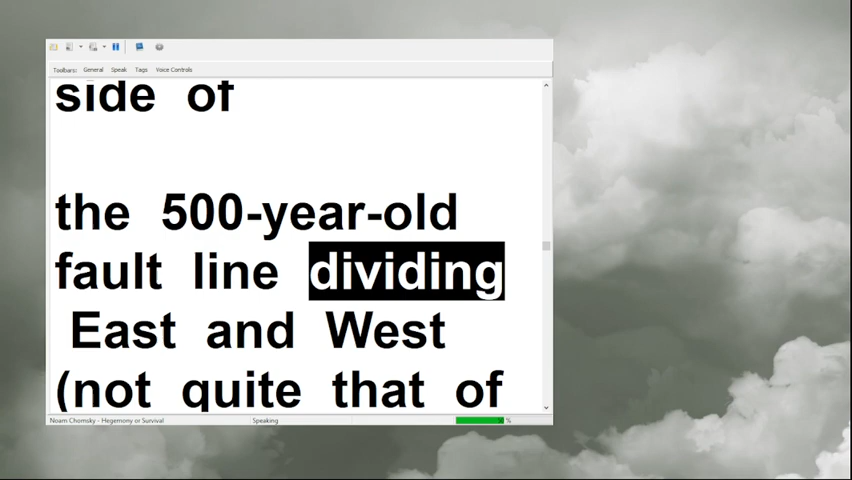 Toolbars: General Speak Tags Voice Controls
side of
the 500-year-old
fault line dividing
East and West
(not quite that of
Noam Chomsky - Hegemony or Survival Speaking %